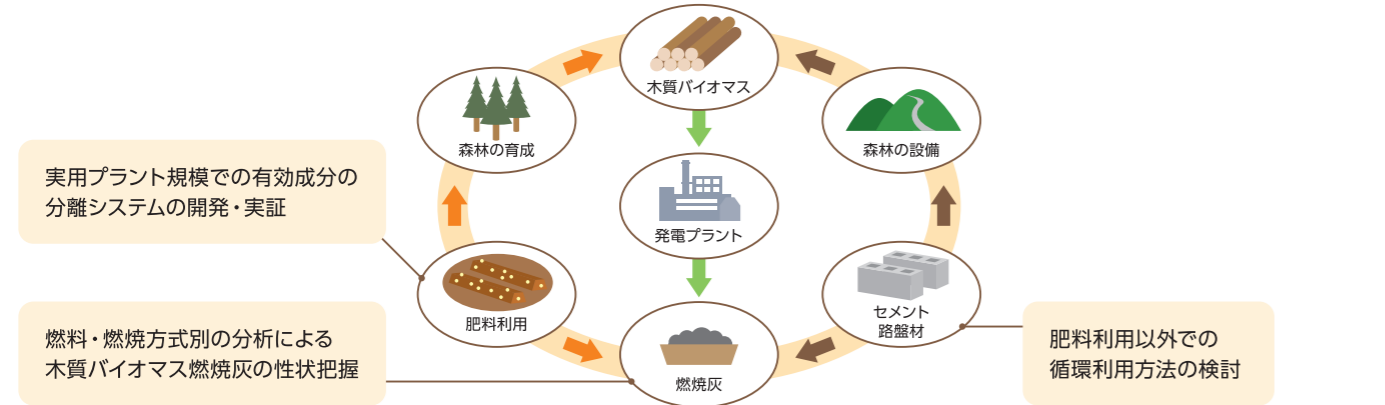 木質バイオマス
森林の育成
森林の設備
実用プラント規模での有効成分の
分離システムの開発・実証
発電プラント
肥料利用
セメント
路盤材
燃料・燃焼方式別の分析による
木質バイオマス燃焼灰の性状把握
燃焼灰
肥料利用以外での
循環利用方法の検討